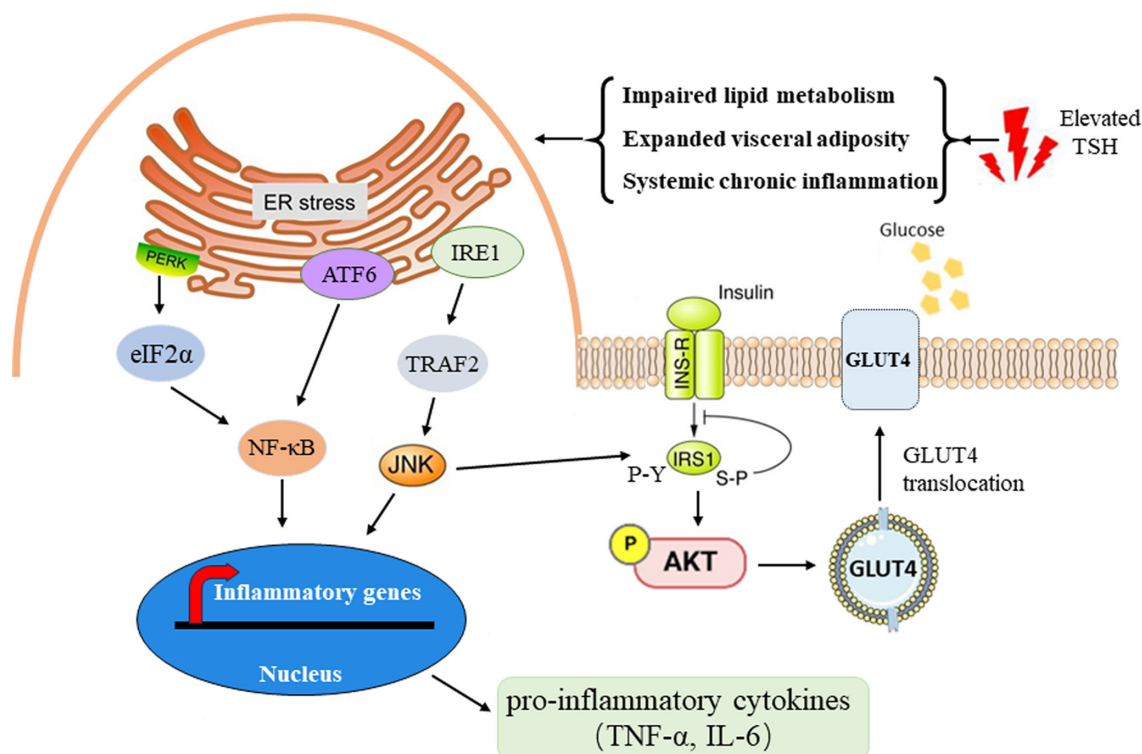 Impaired lipid metabolism
Expanded visceral adiposity
Systemic chronic inflammation
Elevated
TSH
ER stress
PERK
ATF6
IRE1
eIF2α
TRAF2
NF-κB
JNK
Glucose
Insulin
INS-R
GLUT4
P-Y
IRS1
S-P
GLUT4
translocation
P
AKT
GLUT4
Inflammatory genes
Nucleus
pro-inflammatory cytokines
(TNF-α, IL-6)